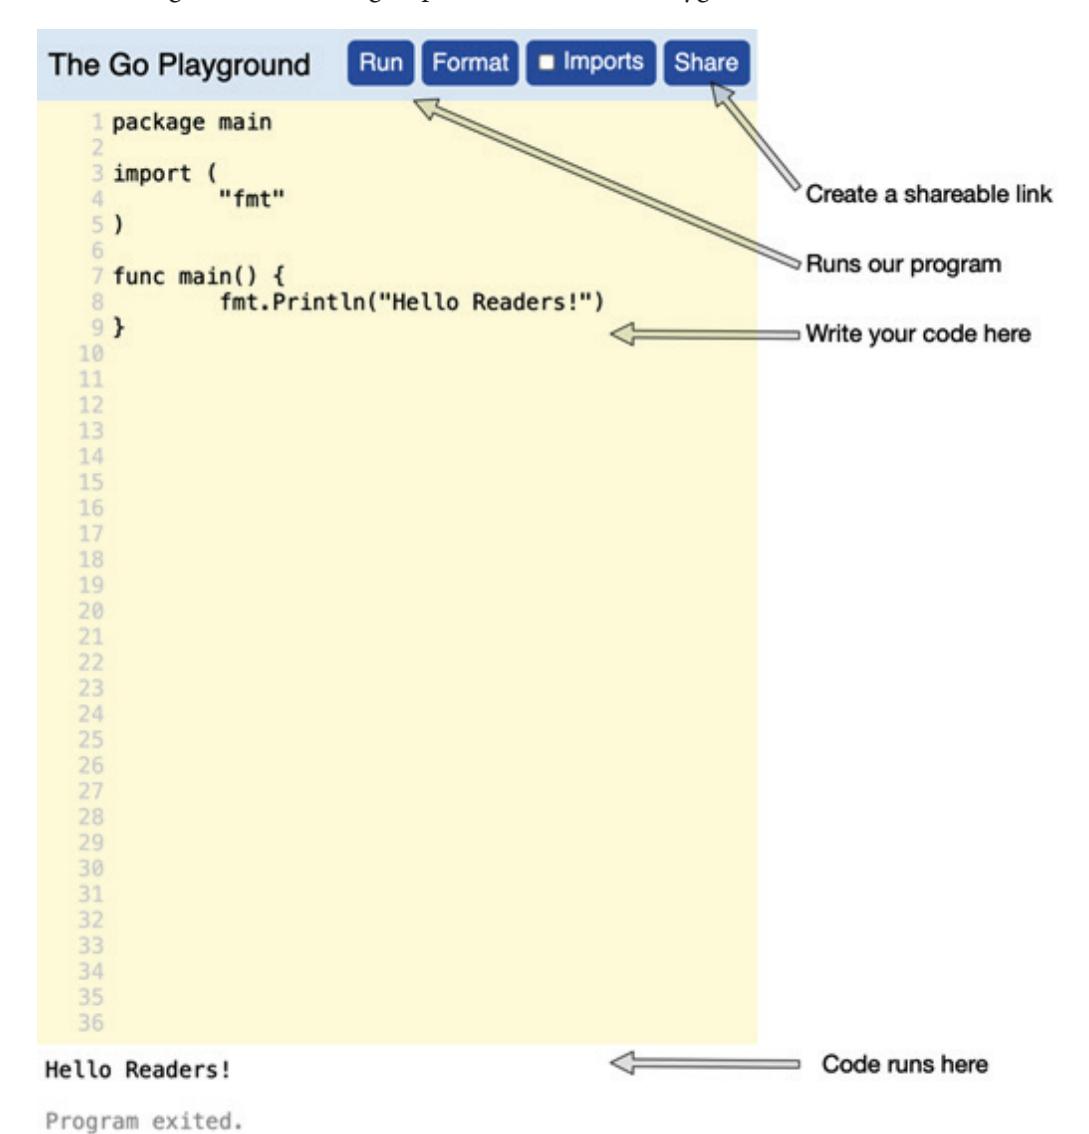 The Go Playground Run Format Imports Share
1 package main
2
3 import (
4 "fmt"
5 )
6
7 func main() {
8 fmt.Println("Hello Readers!")
9 }
10
11
12
13
14
15
16
17
18
19
20
21
22
23
24
25
26
27
28
29
30
31
32
33
34
35
36
Create a shareable link
Runs our program
Write your code here
Hello Readers!
Code runs here
Program exited.